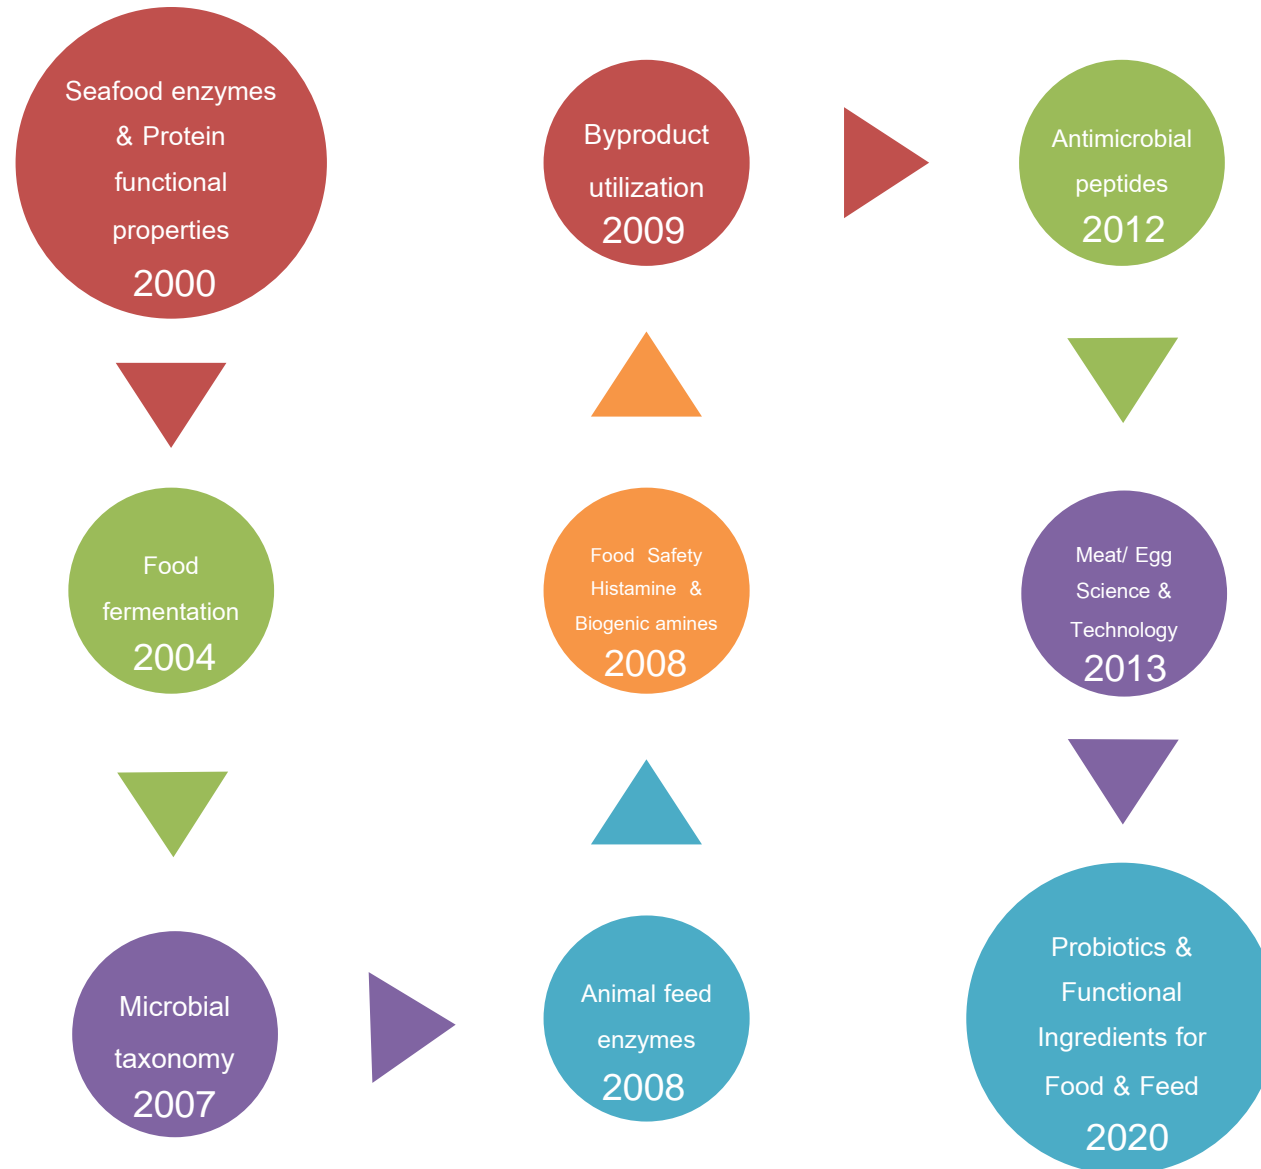 Seafood enzymes
& Protein
functional
properties
2000
Food
fermentation
2004
Microbial
taxonomy
2007
Animal feed
enzymes
2008
Food Safety
Histamine &
Biogenic amines
2008
Byproduct
utilization
2009
Antimicrobial
peptides
2012
Meat/ Egg
Science &
Technology
2013
Probiotics &
Functional
Ingredients for
Food & Feed
2020